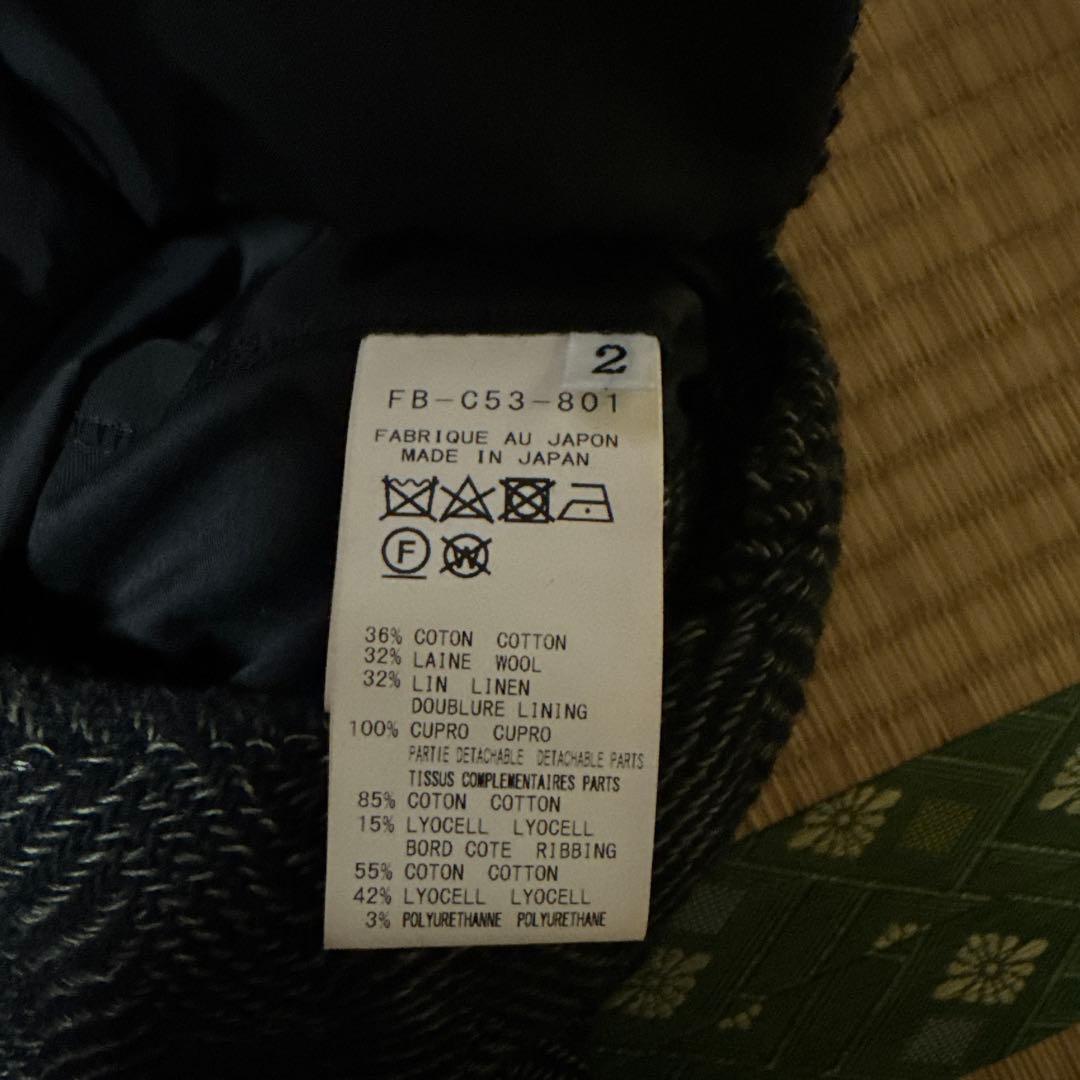 2
FB-C53-801
FABRIQUE AU JAPON
MADE IN JAPAN
F W
36% COTON COTTON
32% LAINE WOOL
32% LIN LINEN
DOUBLURE LINING
100% CUPRO CUPRO
PARTIE DETACHABLE DETACHABLE PARTS
TISSUS COMPLEMENTAIRES PARTS
85% COTON COTTON
15% LYOCELL LYOCELL
BORD COTE RIBBING
55% COTON COTTON
42% LYOCELL LYOCELL
3% POLYURETHANNE POLYURETHANE